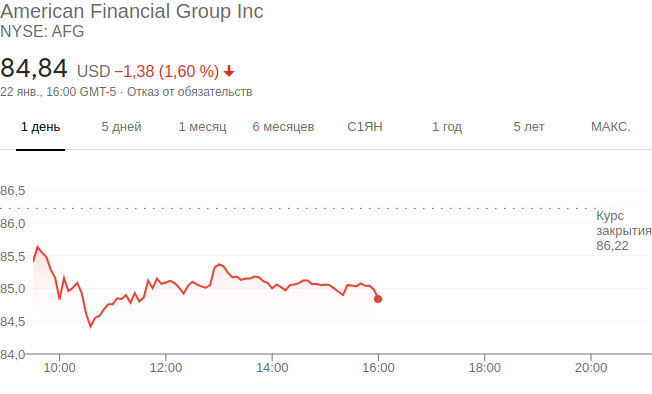 American Financial Group Inc
NYSE: AFG
84,84 USD −1,38 (1,60 %)
22 янв., 16:00 GMT-5 · Отказ от обязательств
1 день 5 дней 1 месяц 6 месяцев С1ЯН 1 год 5 лет МАКС.
86,5
86,0
85,5
85,0
84,5
84,0
Курс
закрытия
86,22
10:00 12:00 14:00 16:00 18:00 20:00